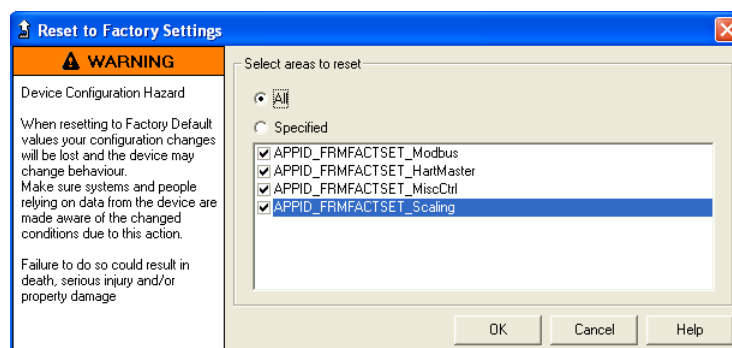 Reset to Factory Settings
WARNING
Device Configuration Hazard
When resetting to Factory Default
values your configuration changes
will be lost and the device may
change behaviour.
Make sure systems and people
relying on data from the device are
made aware of the changed
conditions due to this action.
Failure to do so could result in
death, serious injury and/or
property damage
Select areas to reset
All
Specified
APPID_FRMFACTSET_Modbus
APPID_FRMFACTSET_HartMaster
APPID_FRMFACTSET_MiscCtrl
APPID_FRMFACTSET_Scaling
OK Cancel Help